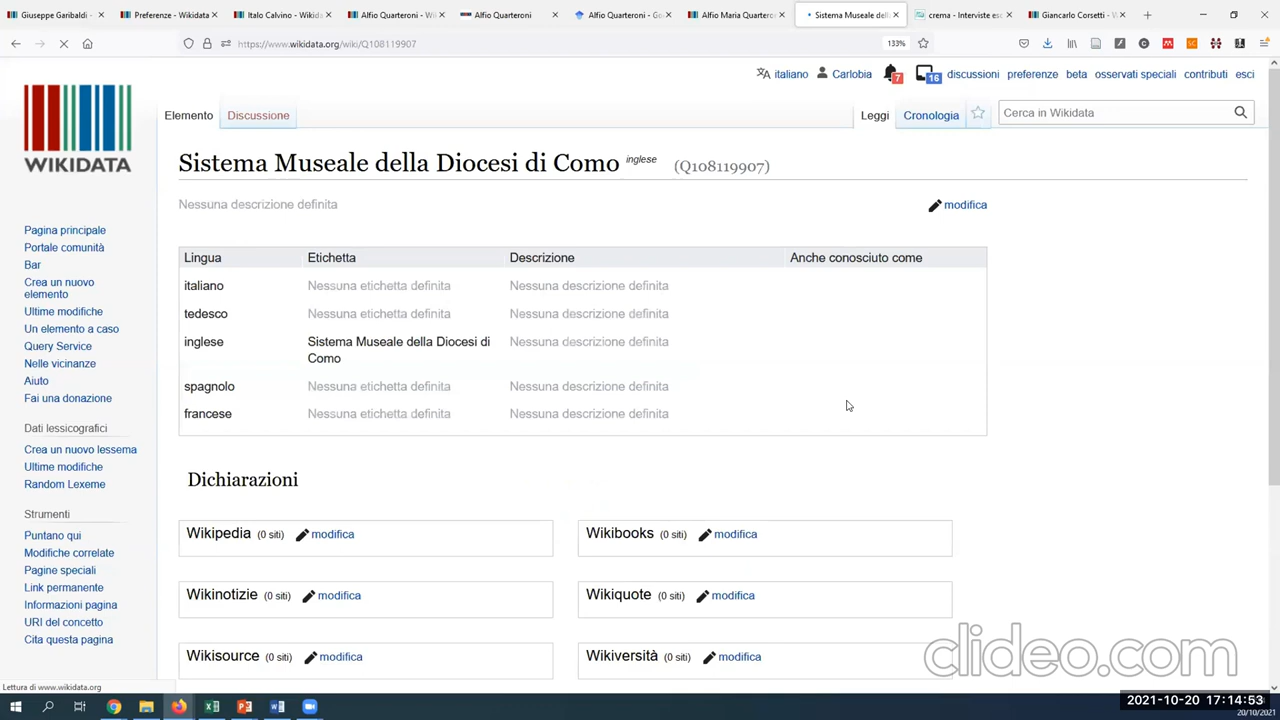 Giuseppe Garibaldi
Preferenze - Wikidata
Italo Calvino - Wikida
Alfio Quarteroni - Wi
Alfio Quarteroni
Alfio Quarteroni - Go
Alfio Maria Quarteron
Sistema Museale dell
crema - Interviste es
Giancarlo Corsetti - W
https://www.wikidata.org/wiki/Q108119907
133%
italiano
Carlobia
7
16
discussioni
preferenze
beta
osservati speciali
contributi
esci
WIKIDATA
Elemento
Discussione
Leggi
Cronologia
Cerca in Wikidata
Sistema Museale della Diocesi di Como inglese (Q108119907)
Nessuna descrizione definita
modifica
Pagina principale
Portale comunità
Bar
Crea un nuovo
elemento
Ultime modifiche
Un elemento a caso
Query Service
Nelle vicinanze
Aiuto
Fai una donazione
Dati lessicografici
Crea un nuovo lessema
Ultime modifiche
Random Lexeme
Strumenti
Puntano qui
Modifiche correlate
Pagine speciali
Link permanente
Informazioni pagina
URI del concetto
Cita questa pagina
Lingua Etichetta Descrizione Anche conosciuto come
italiano Nessuna etichetta definita Nessuna descrizione definita
tedesco Nessuna etichetta definita Nessuna descrizione definita
inglese Sistema Museale della Diocesi di Nessuna descrizione definita
Como
spagnolo Nessuna etichetta definita Nessuna descrizione definita
francese Nessuna etichetta definita Nessuna descrizione definita
Dichiarazioni
Wikipedia (0 siti) modifica
Wikibooks (0 siti) modifica
Wikinotizie (0 siti) modifica
Wikiquote (0 siti) modifica
Wikisource (0 siti) modifica
Wikiversità (0 siti) modifica
clideo.com
Lettura di www.wikidata.org
2021-10-20 17:14:53
20/10/2021